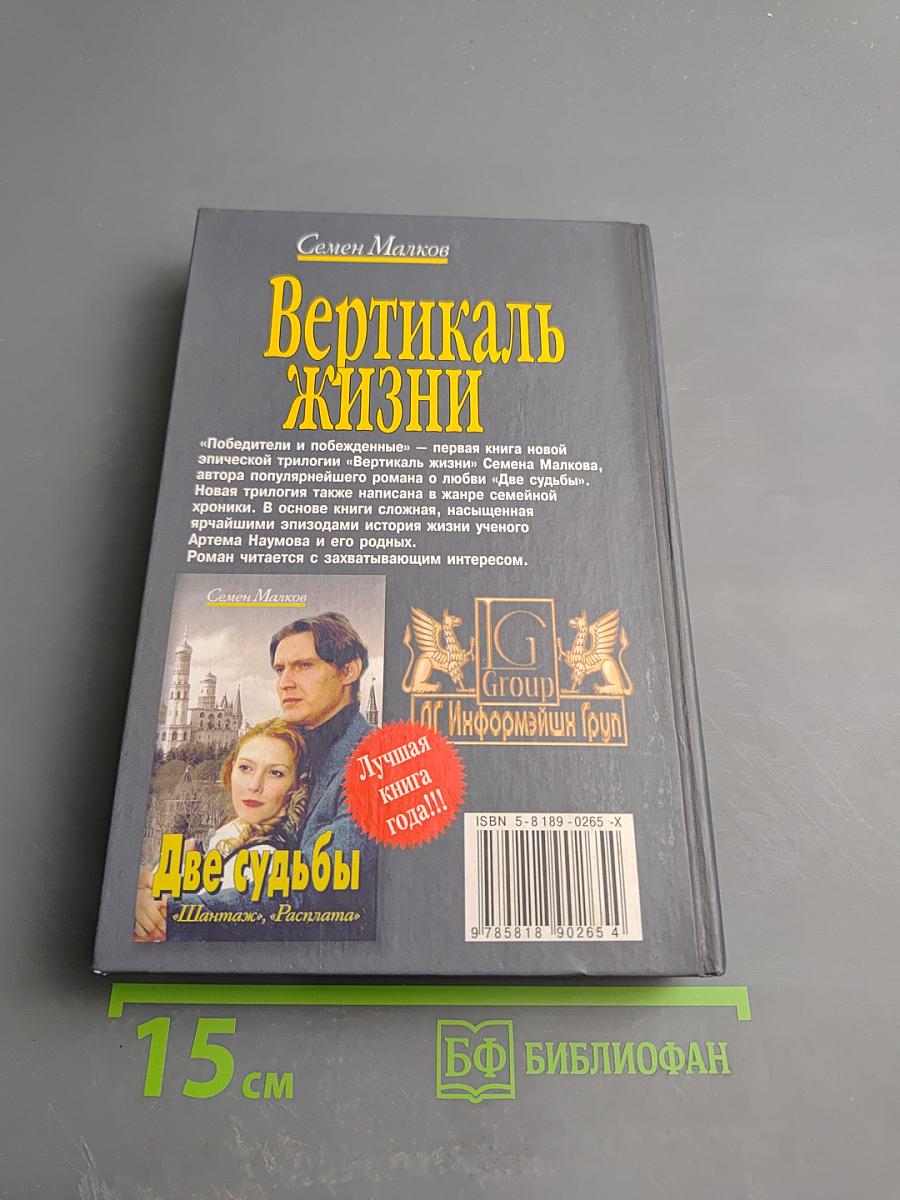 Семен Малков
Вертикаль
жизни
«Победители и побежденные» — первая книга новой
эпической трилогии «Вертикаль жизни» Семена Малкова,
автора популярнейшего романа о любви «Две судьбы».
Новая трилогия также написана в жанре семейной
хроники. В основе книги сложная, насыщенная
ярчайшими эпизодами история жизни ученого
Артема Наумова и его родных.
Роман читается с захватывающим интересом.
Семен Малков
LG
Group
ЛГ Информэйшн Груп
Лучшая
книга
года!!!
Две судьбы
«Шантаж», «Расплата»
ISBN 5-8189-0265-X
9 785818 902654
15 см
БФ БИБЛИОФАН